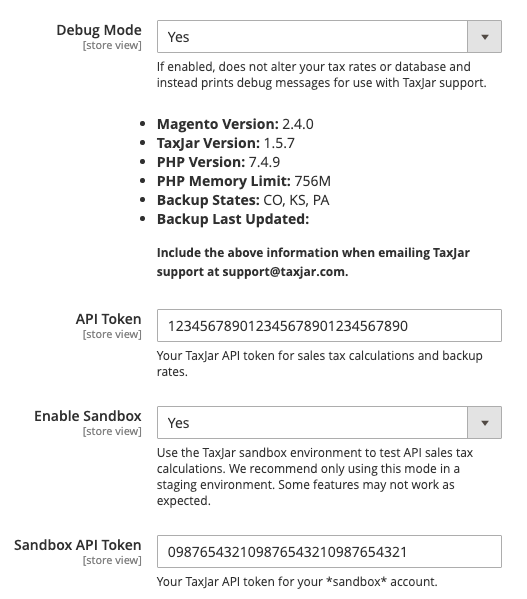 Debug Mode
[store view]
Yes
If enabled, does not alter your tax rates or database and
instead prints debug messages for use with TaxJar support.
• Magento Version: 2.4.0
• TaxJar Version: 1.5.7
• PHP Version: 7.4.9
• PHP Memory Limit: 756M
• Backup States: CO, KS, PA
• Backup Last Updated:
Include the above information when emailing TaxJar
support at support@taxjar.com.
API Token
[store view]
123456789012345678901234567890
Your TaxJar API token for sales tax calculations and backup
rates.
Enable Sandbox
[store view]
Yes
Use the TaxJar sandbox environment to test API sales tax
calculations. We recommend only using this mode in a
staging environment. Some features may not work as
expected.
Sandbox API Token
[store view]
098765432109876543210987654321
Your TaxJar API token for your *sandbox* account.